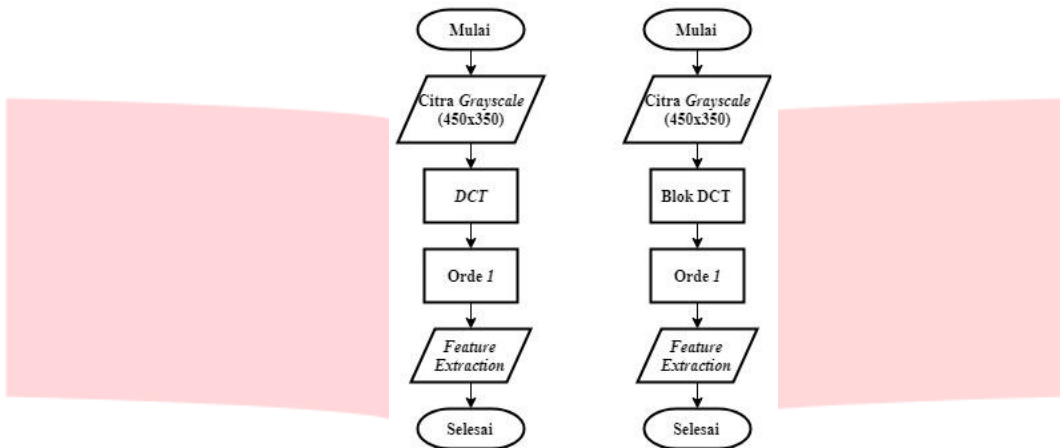 Mulai
Citra Grayscale
(450x350)
DCT
Orde 1
Feature
Extraction
Selesai
Mulai
Citra Grayscale
(450x350)
Blok DCT
Orde 1
Feature
Extraction
Selesai